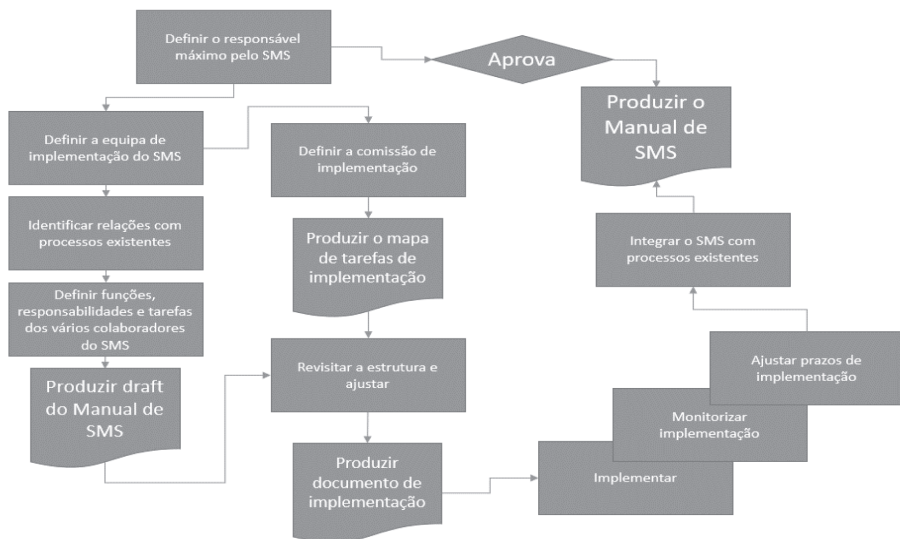 Definir o responsável
máximo pelo SMS
Aprova
Definir a equipa de
implementação do SMS
Definir a comissão de
implementação
Produzir o
Manual de
SMS
Identificar relações com
processos existentes
Produzir o mapa
de tarefas de
implementação
Integrar o SMS com
processos existentes
Definir funções,
responsabilidades e tarefas
dos vários colaboradores
do SMS
Revisitar a estrutura e
ajustar
Ajustar prazos de
implementação
Produzir draft
do Manual de
SMS
Monitorizar
implementação
Produzir
documento de
implementação
Implementar